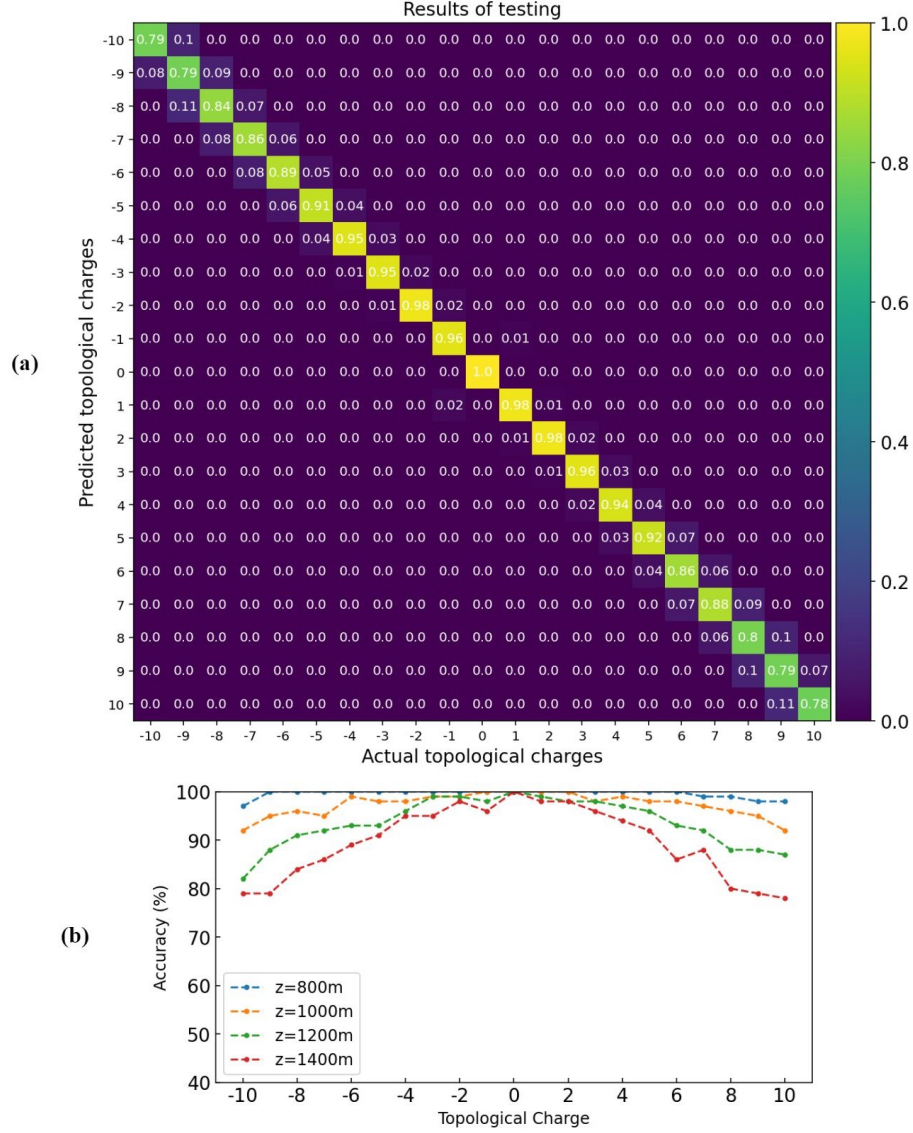 Results of testing
-10 0.79 0.1 0.0 0.0 0.0 0.0 0.0 0.0 0.0 0.0 0.0 0.0 0.0 0.0 0.0 0.0 0.0 0.0 0.0 0.0 0.0
-9 0.08 0.79 0.09 0.0 0.0 0.0 0.0 0.0 0.0 0.0 0.0 0.0 0.0 0.0 0.0 0.0 0.0 0.0 0.0 0.0 0.0
-8 0.0 0.11 0.84 0.07 0.0 0.0 0.0 0.0 0.0 0.0 0.0 0.0 0.0 0.0 0.0 0.0 0.0 0.0 0.0 0.0 0.0
-7 0.0 0.0 0.08 0.86 0.06 0.0 0.0 0.0 0.0 0.0 0.0 0.0 0.0 0.0 0.0 0.0 0.0 0.0 0.0 0.0 0.0
-6 0.0 0.0 0.0 0.08 0.89 0.05 0.0 0.0 0.0 0.0 0.0 0.0 0.0 0.0 0.0 0.0 0.0 0.0 0.0 0.0 0.0
-5 0.0 0.0 0.0 0.0 0.06 0.91 0.04 0.0 0.0 0.0 0.0 0.0 0.0 0.0 0.0 0.0 0.0 0.0 0.0 0.0 0.0
-4 0.0 0.0 0.0 0.0 0.0 0.04 0.95 0.03 0.0 0.0 0.0 0.0 0.0 0.0 0.0 0.0 0.0 0.0 0.0 0.0 0.0
-3 0.0 0.0 0.0 0.0 0.0 0.0 0.01 0.95 0.02 0.0 0.0 0.0 0.0 0.0 0.0 0.0 0.0 0.0 0.0 0.0 0.0
-2 0.0 0.0 0.0 0.0 0.0 0.0 0.0 0.01 0.98 0.02 0.0 0.0 0.0 0.0 0.0 0.0 0.0 0.0 0.0 0.0 0.0
-1 0.0 0.0 0.0 0.0 0.0 0.0 0.0 0.0 0.0 0.96 0.0 0.01 0.0 0.0 0.0 0.0 0.0 0.0 0.0 0.0 0.0
0 0.0 0.0 0.0 0.0 0.0 0.0 0.0 0.0 0.0 0.0 1.0 0.0 0.0 0.0 0.0 0.0 0.0 0.0 0.0 0.0 0.0
1 0.0 0.0 0.0 0.0 0.0 0.0 0.0 0.0 0.0 0.02 0.0 0.98 0.01 0.0 0.0 0.0 0.0 0.0 0.0 0.0 0.0
2 0.0 0.0 0.0 0.0 0.0 0.0 0.0 0.0 0.0 0.0 0.0 0.01 0.98 0.02 0.0 0.0 0.0 0.0 0.0 0.0 0.0
3 0.0 0.0 0.0 0.0 0.0 0.0 0.0 0.0 0.0 0.0 0.0 0.0 0.01 0.96 0.03 0.0 0.0 0.0 0.0 0.0 0.0
4 0.0 0.0 0.0 0.0 0.0 0.0 0.0 0.0 0.0 0.0 0.0 0.0 0.0 0.02 0.94 0.04 0.0 0.0 0.0 0.0 0.0
5 0.0 0.0 0.0 0.0 0.0 0.0 0.0 0.0 0.0 0.0 0.0 0.0 0.0 0.0 0.03 0.92 0.07 0.0 0.0 0.0 0.0
6 0.0 0.0 0.0 0.0 0.0 0.0 0.0 0.0 0.0 0.0 0.0 0.0 0.0 0.0 0.0 0.04 0.86 0.06 0.0 0.0 0.0
7 0.0 0.0 0.0 0.0 0.0 0.0 0.0 0.0 0.0 0.0 0.0 0.0 0.0 0.0 0.0 0.0 0.07 0.88 0.09 0.0 0.0
8 0.0 0.0 0.0 0.0 0.0 0.0 0.0 0.0 0.0 0.0 0.0 0.0 0.0 0.0 0.0 0.0 0.0 0.06 0.8 0.1 0.0
9 0.0 0.0 0.0 0.0 0.0 0.0 0.0 0.0 0.0 0.0 0.0 0.0 0.0 0.0 0.0 0.0 0.0 0.0 0.1 0.79 0.07
10 0.0 0.0 0.0 0.0 0.0 0.0 0.0 0.0 0.0 0.0 0.0 0.0 0.0 0.0 0.0 0.0 0.0 0.0 0.0 0.11 0.78
-10 -9 -8 -7 -6 -5 -4 -3 -2 -1 0 1 2 3 4 5 6 7 8 9 10
Actual topological charges
Predicted topological charges
1.0
0.8
0.6
0.4
0.2
0.0
(a)
100
90
80
70
60
50
40
Accuracy (%)
z=800m
z=1000m
z=1200m
z=1400m
-10 -8 -6 -4 -2 0 2 4 6 8 10
Topological Charge
(b)